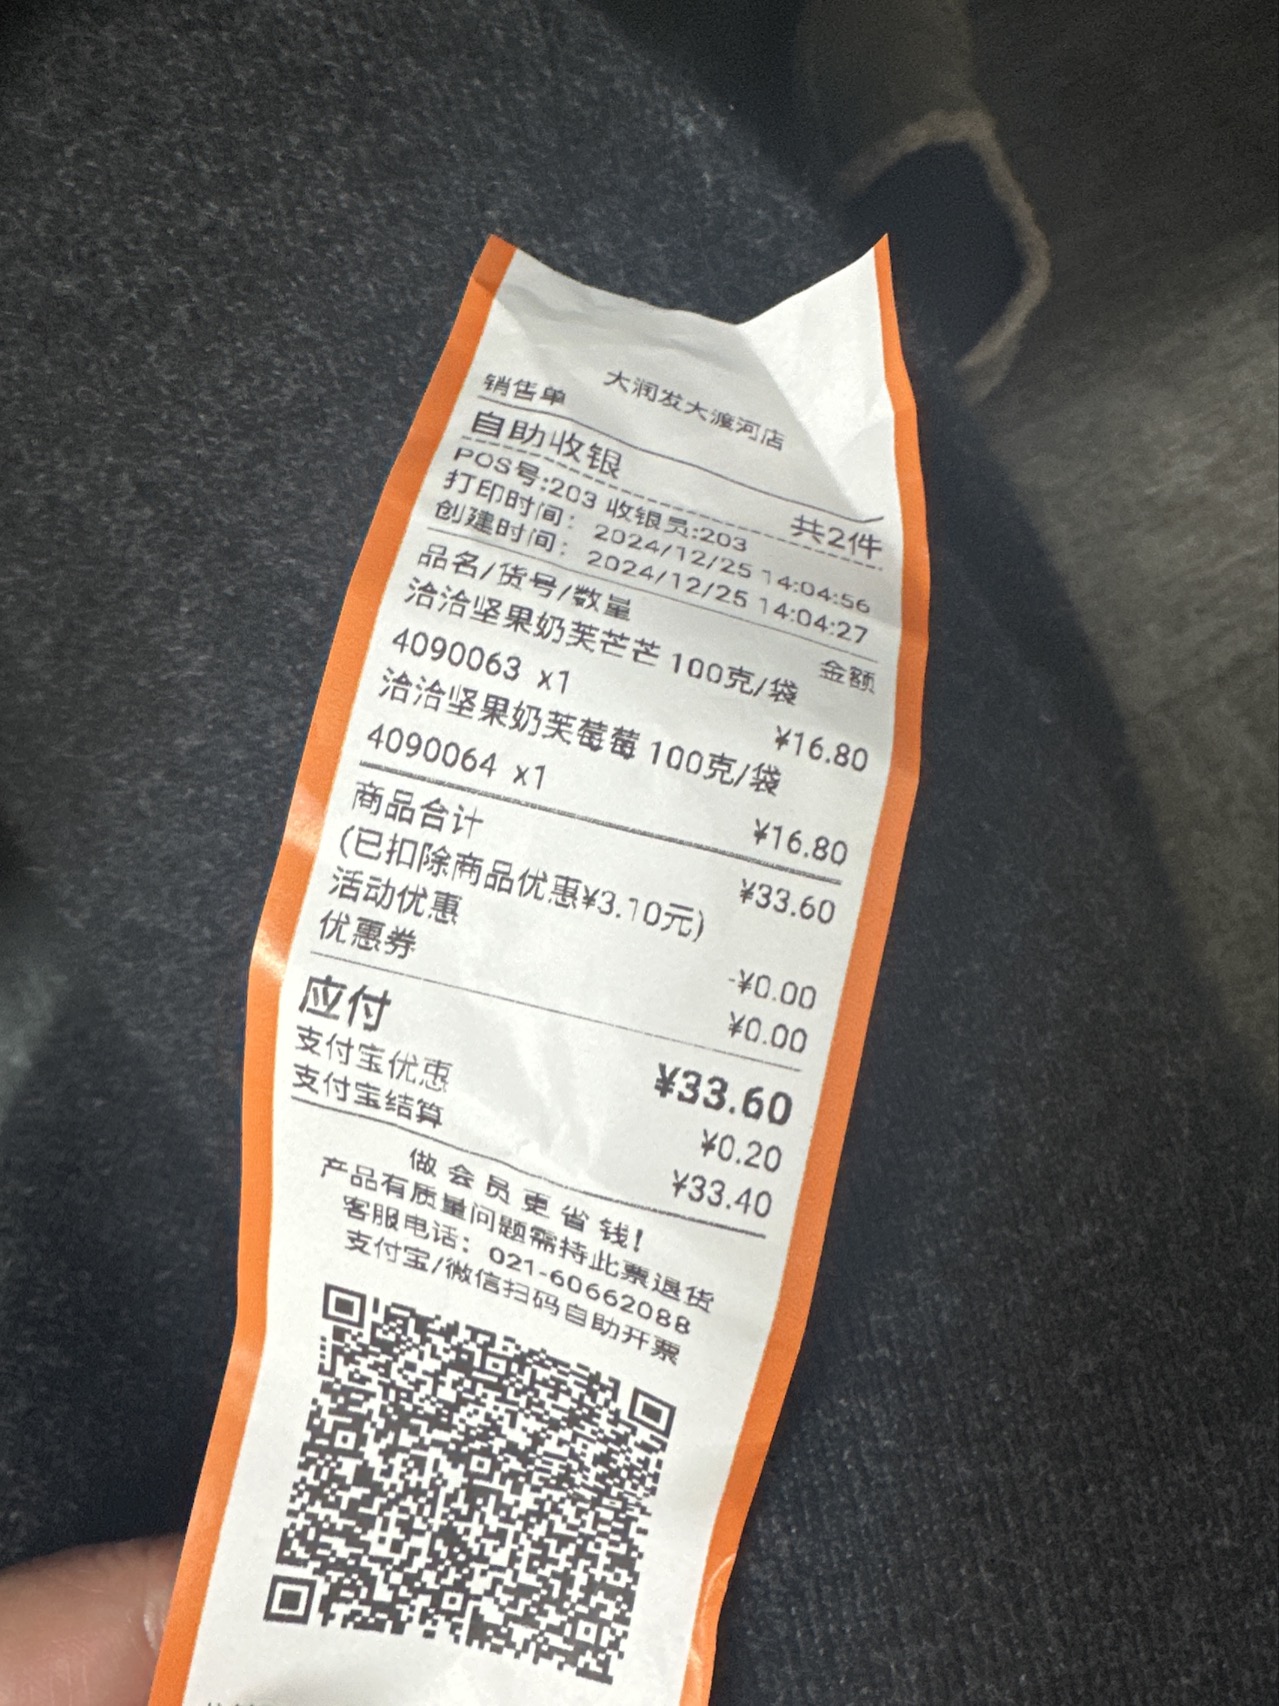 大润发大渡河店
销售单
自助收银 共2件
POS号:203 收银员:203
打印时间: 2024/12/25 14:04:56
创建时间: 2024/12/25 14:04:27
品名/货号/数量 金额
洽洽坚果奶芙芒芒 100克/袋
4090063 x1 ¥16.80
洽洽坚果奶芙莓莓 100克/袋
4090064 x1 ¥16.80
商品合计 ¥33.60
(已扣除商品优惠¥3.10元)
活动优惠 -¥0.00
优惠券 ¥0.00
应付 ¥33.60
支付宝优惠 ¥0.20
支付宝结算 ¥33.40
做会员更省钱!
产品有质量问题需持此票退货
客服电话: 021-60662088
支付宝/微信扫码自助开票